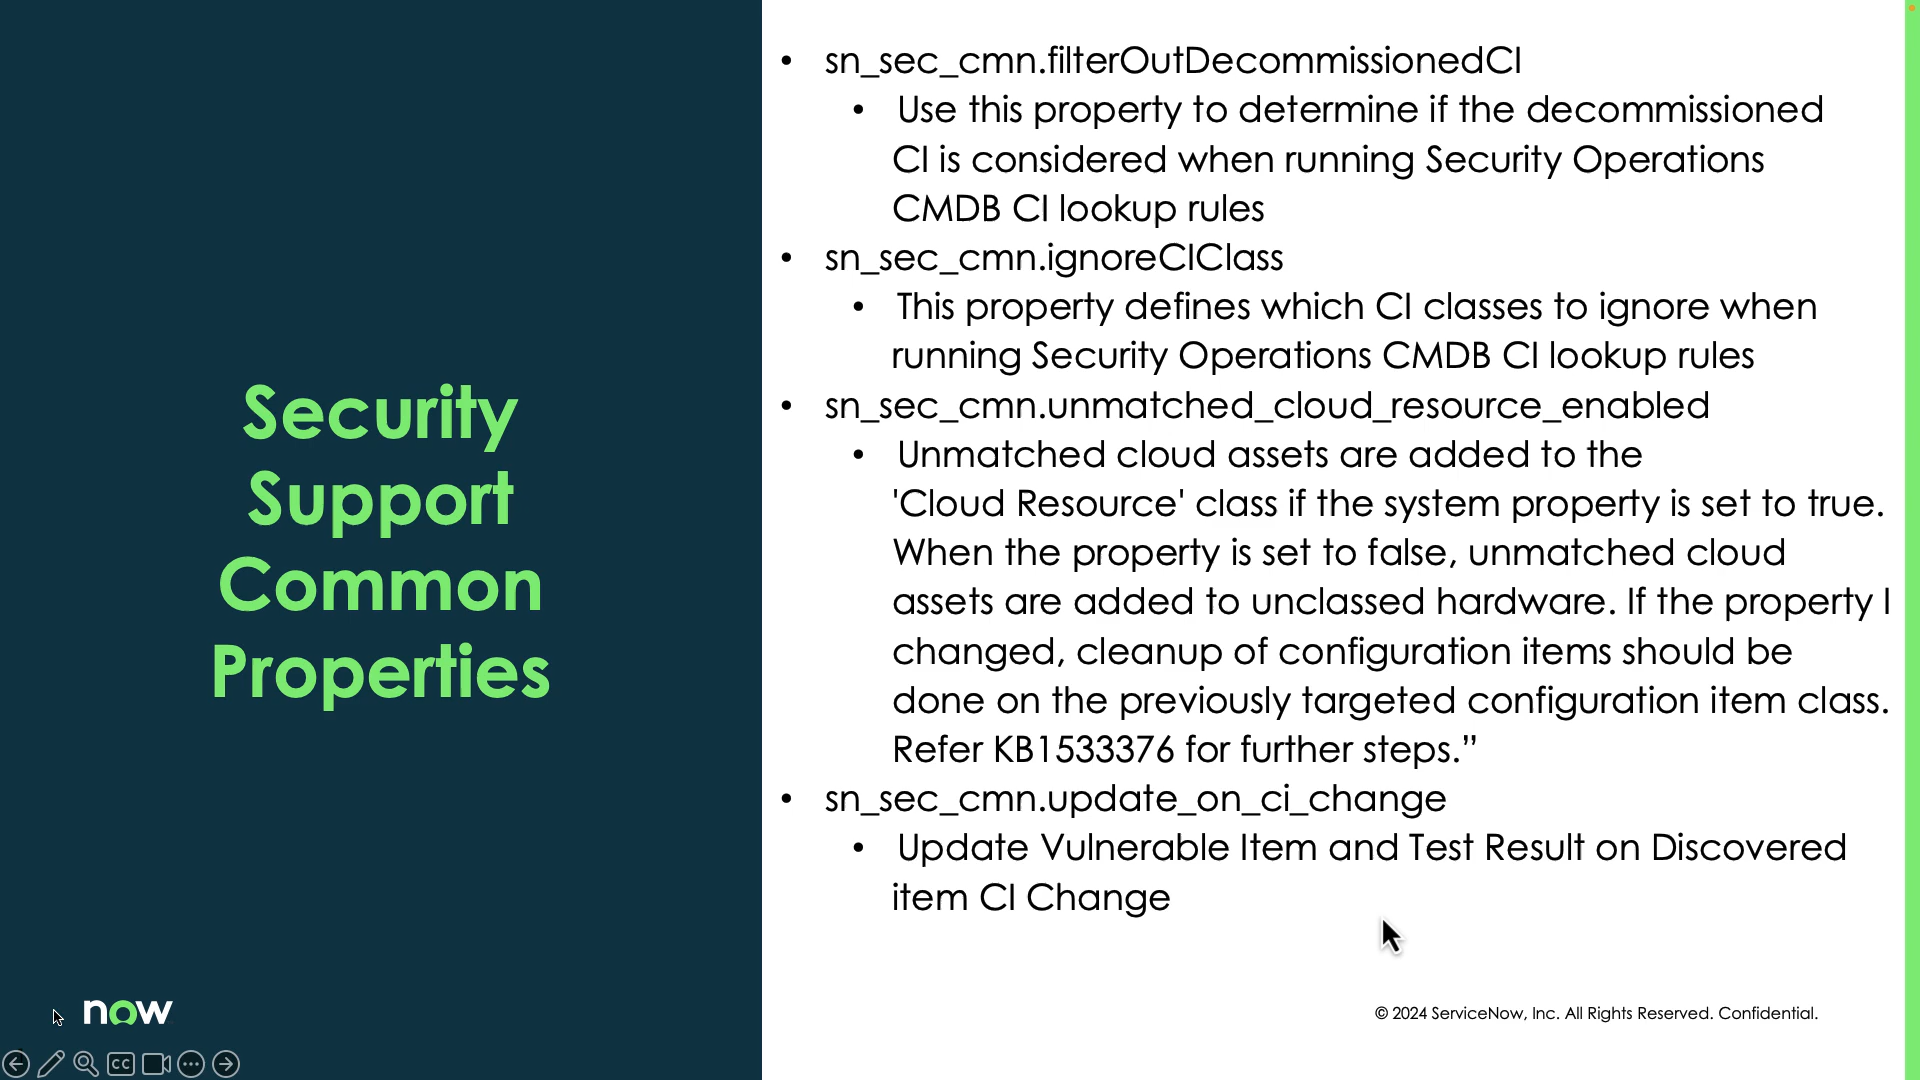 Security
Support
Common
Properties
now
• sn_sec_cmn.filterOutDecommissionedCI
• Use this property to determine if the decommissioned
CI is considered when running Security Operations
CMDB CI lookup rules
• sn_sec_cmn.ignoreCIClass
• This property defines which CI classes to ignore when
running Security Operations CMDB CI lookup rules
• sn_sec_cmn.unmatched_cloud_resource_enabled
• Unmatched cloud assets are added to the
'Cloud Resource' class if the system property is set to true.
When the property is set to false, unmatched cloud
assets are added to unclassed hardware. If the property I
changed, cleanup of configuration items should be
done on the previously targeted configuration item class.
Refer KB1533376 for further steps.”
• sn_sec_cmn.update_on_ci_change
• Update Vulnerable Item and Test Result on Discovered
item CI Change
© 2024 ServiceNow, Inc. All Rights Reserved. Confidential.
CC